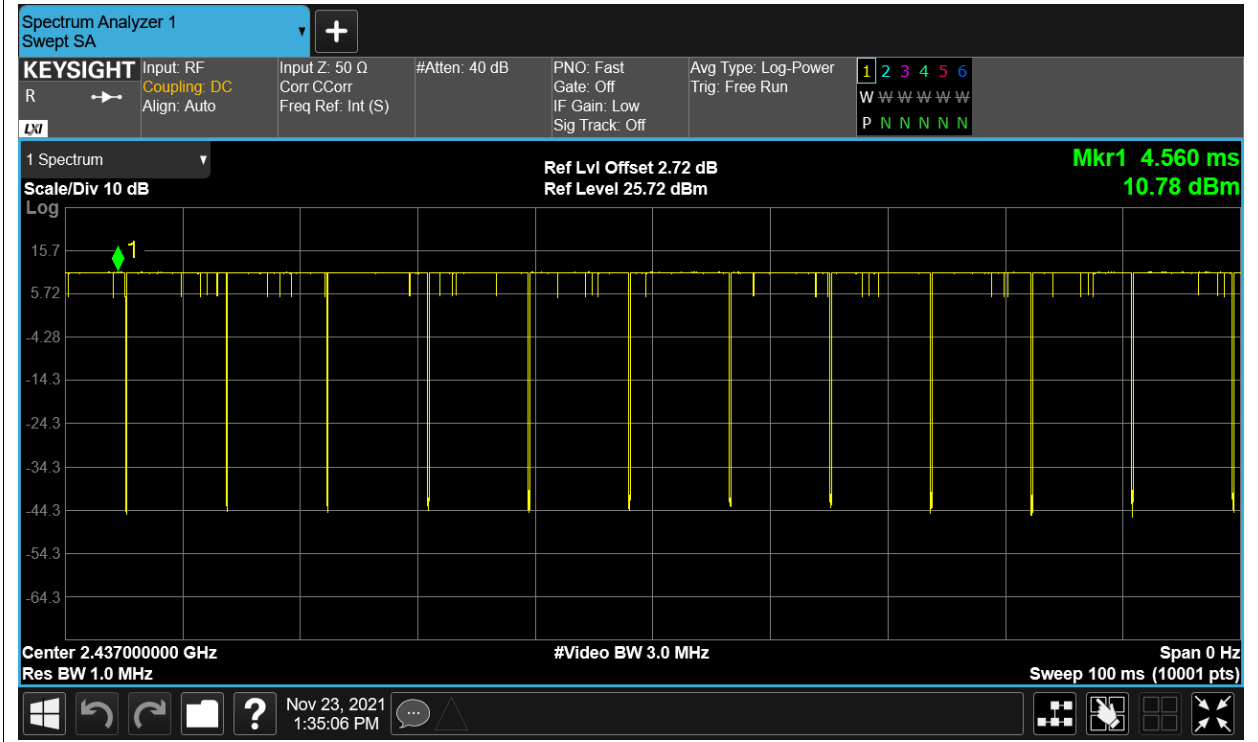 Spectrum Analyzer 1
Swept SA
KEYSIGHT
R
LXI
Input: RF
Coupling: DC
Align: Auto
Input Z: 50 Ω
Corr CCorr
Freq Ref: Int (S)
#Atten: 40 dB
PNO: Fast
Gate: Off
IF Gain: Low
Sig Track: Off
Avg Type: Log-Power
Trig: Free Run
1 2 3 4 5 6
W W W W W W
P N N N N N
1 Spectrum
Scale/Div 10 dB
Log
Ref Lvl Offset 2.72 dB
Ref Level 25.72 dBm
Mkr1 4.560 ms
10.78 dBm
1
15.7
5.72
-4.28
-14.3
-24.3
-34.3
-44.3
-54.3
-64.3
Center 2.437000000 GHz
Res BW 1.0 MHz
#Video BW 3.0 MHz
Span 0 Hz
Sweep 100 ms (10001 pts)
?
Nov 23, 2021
1:35:06 PM